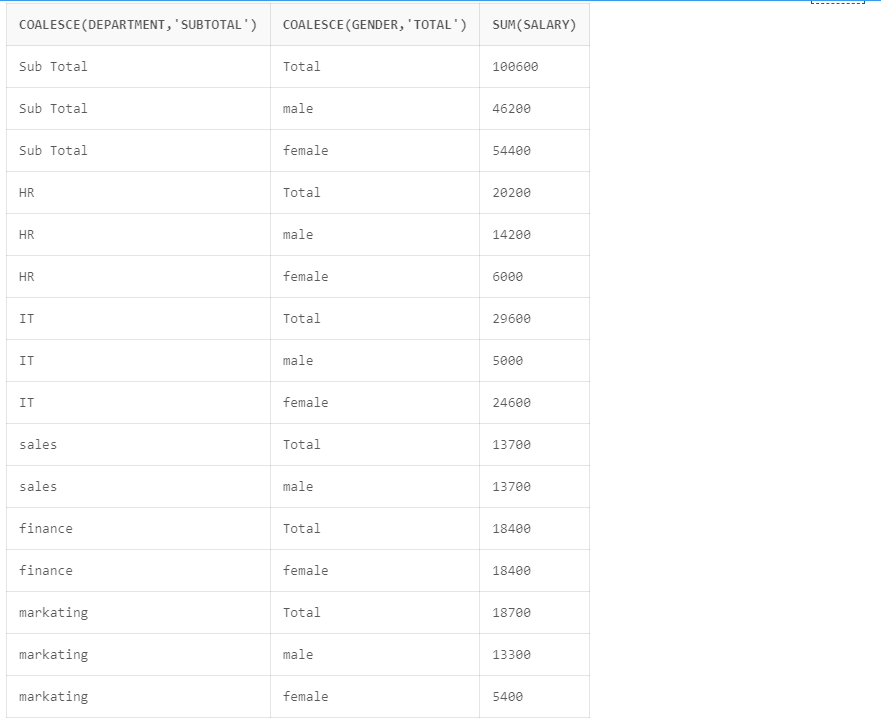 COALESCE(DEPARTMENT,'SUBTOTAL') COALESCE(GENDER,'TOTAL') SUM(SALARY)
Sub Total Total 100600
Sub Total male 46200
Sub Total female 54400
HR Total 20200
HR male 14200
HR female 6000
IT Total 29600
IT male 5000
IT female 24600
sales Total 13700
sales male 13700
finance Total 18400
finance female 18400
markating Total 18700
markating male 13300
markating female 5400